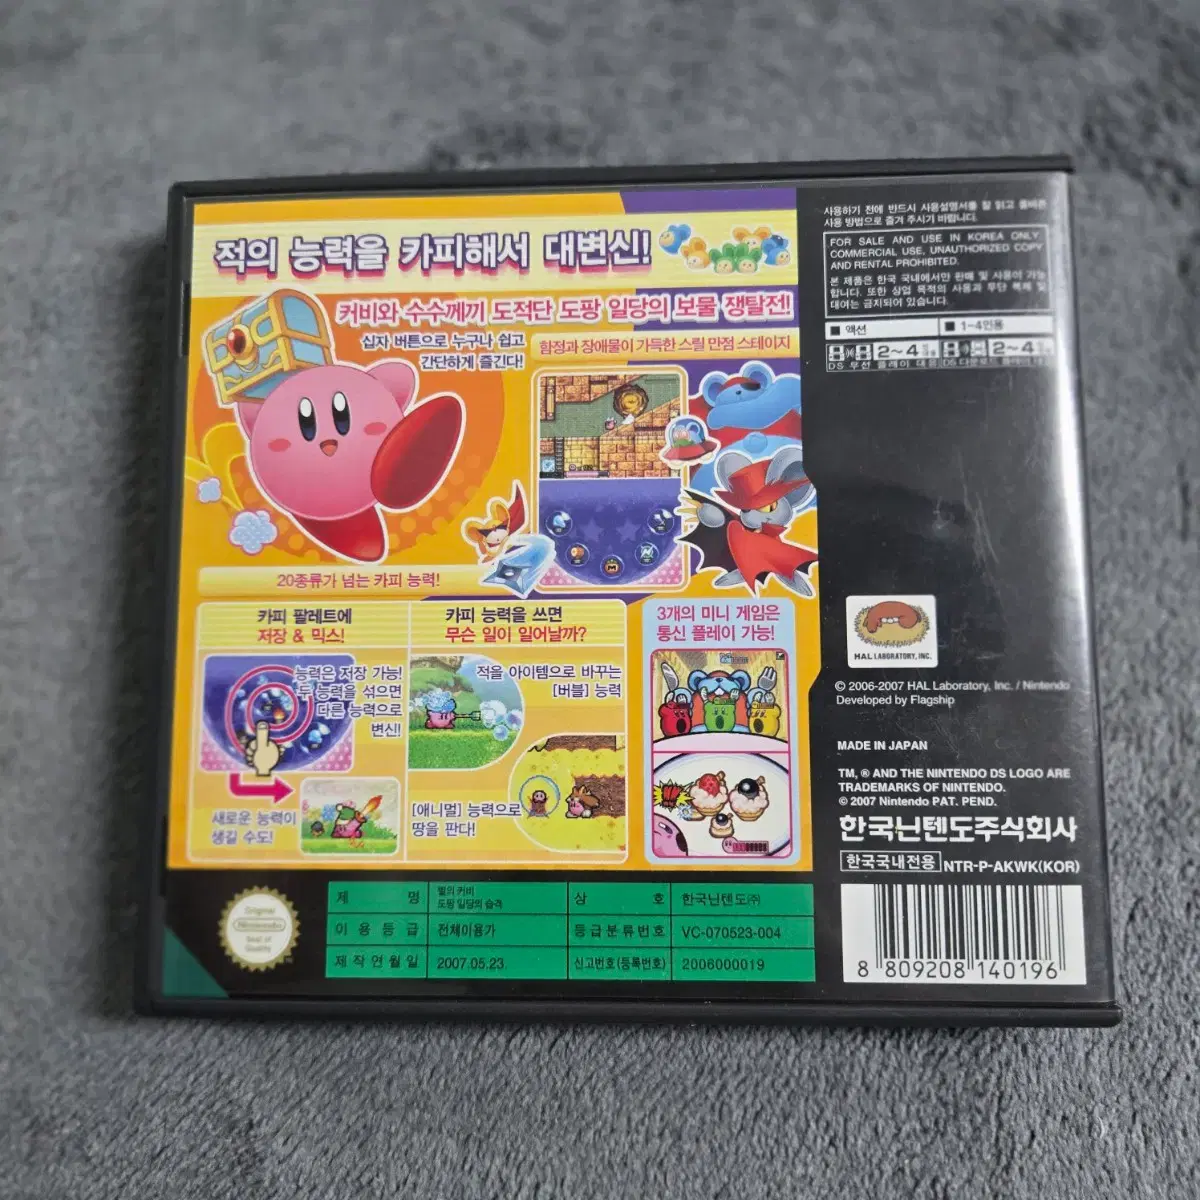 적의 능력을 카피해서 대변신!
커비와 수수께끼 도적단 도팡 일당의 보물 쟁탈전!
십자 버튼으로 누구나 쉽고
간단하게 즐긴다!
함정과 장애물이 가득한 스릴 만점 스테이지
20종류가 넘는 카피 능력!
카피 팔레트에
저장 & 믹스!
능력은 저장 가능!
두 능력을 섞으면
다른 능력으로
변신!
새로운 능력이
생길 수도!
카피 능력을 쓰면
무슨 일이 일어날까?
적을 아이템으로 바꾸는
[버블] 능력
[애니멀] 능력으로
땅을 판다!
3개의 미니 게임은
통신 플레이 가능!
사용하기 전에 반드시 사용설명서를 잘 읽고 올바른
사용 방법으로 즐겨 주시기 바랍니다.
FOR SALE AND USE IN KOREA ONLY.
COMMERCIAL USE, UNAUTHORIZED COPY
AND RENTAL PROHIBITED.
본 제품은 한국 국내에서만 판매 및 사용이 가능
합니다. 또한 상업 목적의 사용과 무단 복제 및
대여는 금지되어 있습니다.
■ 액션
■ 1~4인용
2~4
2~4
DS 무선 플레이 대응
DS 다운로드 플레이
HAL LABORATORY, INC.
© 2006-2007 HAL Laboratory, Inc. / Nintendo
Developed by Flagship
MADE IN JAPAN
TM, ® AND THE NINTENDO DS LOGO ARE
TRADEMARKS OF NINTENDO.
© 2007 Nintendo PAT. PEND.
한국닌텐도주식회사
한국국내전용 NTR-P-AKWK(KOR)
8 809208 140196
Original
Nintendo
Seal of
Quality
제 명
별의 커비
도팡 일당의 습격
상 호
한국닌텐도㈜
이용등급
전체이용가
등급분류번호
VC-070523-004
제작연월일
2007.05.23.
신고번호(등록번호)
2006000019